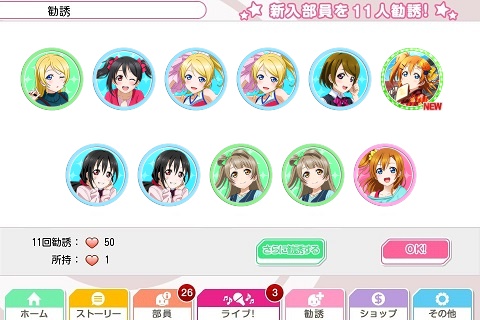 勧誘
新入部員を11人勧誘!
NEW
11回勧誘: 50
所持: 1
さらに勧誘する
OK!
26
3
ホーム
ストーリー
部員
ライブ!
勧誘
ショップ
その他